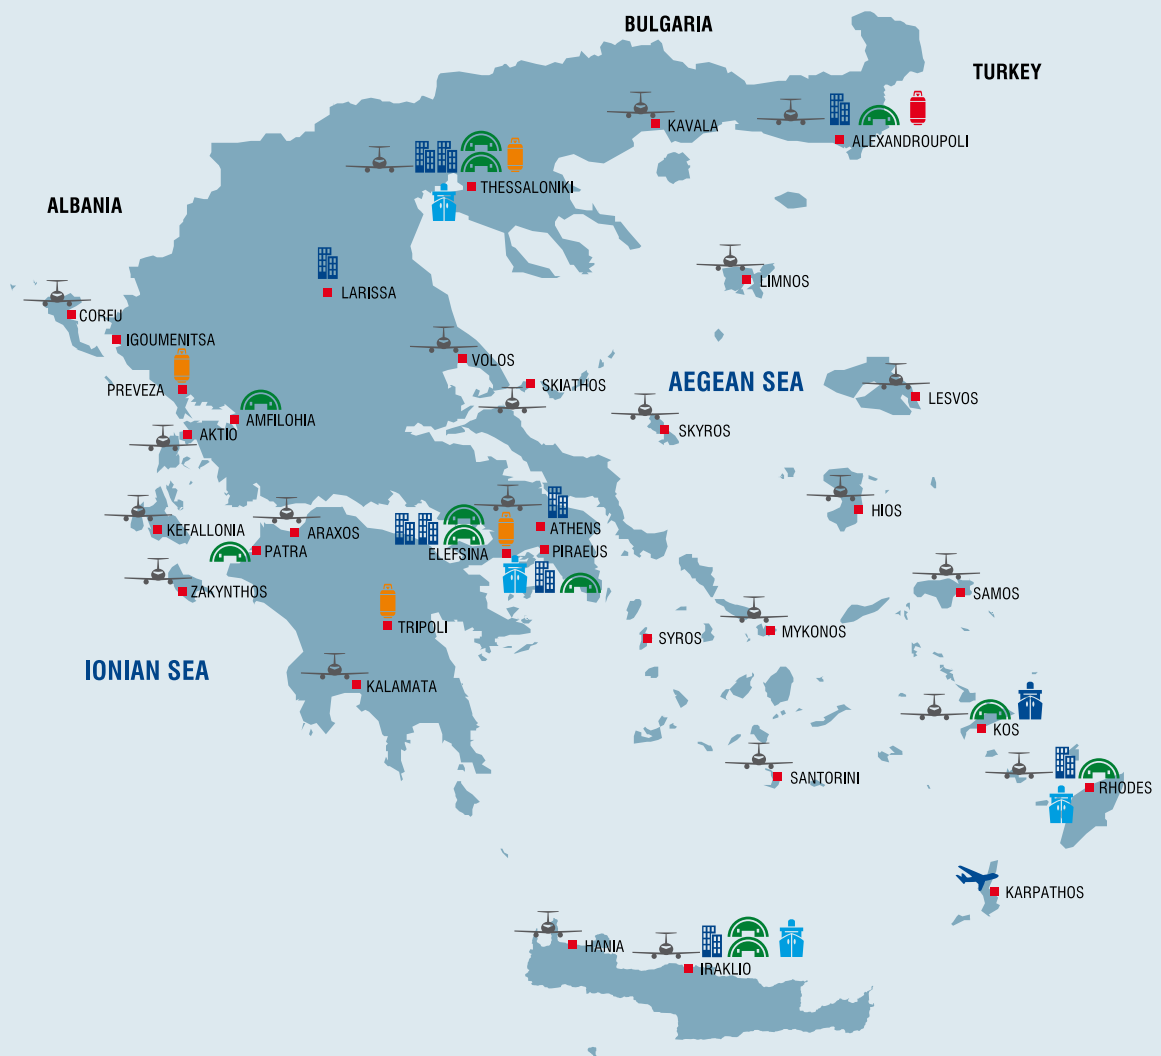 BULGARIA
TURKEY
KAVALA
ALEXANDROUPOLI
THESSALONIKI
ALBANIA
LIMNOS
LARISSA
CORFU
IGOUMENITSA
VOLOS
SKIATHOS
AEGEAN SEA
PREVEZA
LESVOS
AMFILOHIA
SKYROS
AKTIO
HIOS
KEFALLONIA
ARAXOS
ATHENS
PATRA
ELEFSINA
PIRAEUS
ZAKYNTHOS
SAMOS
TRIPOLI
SYROS
MYKONOS
IONIAN SEA
KALAMATA
KOS
SANTORINI
RHODES
KARPATHOS
HANIA
IRAKLIO